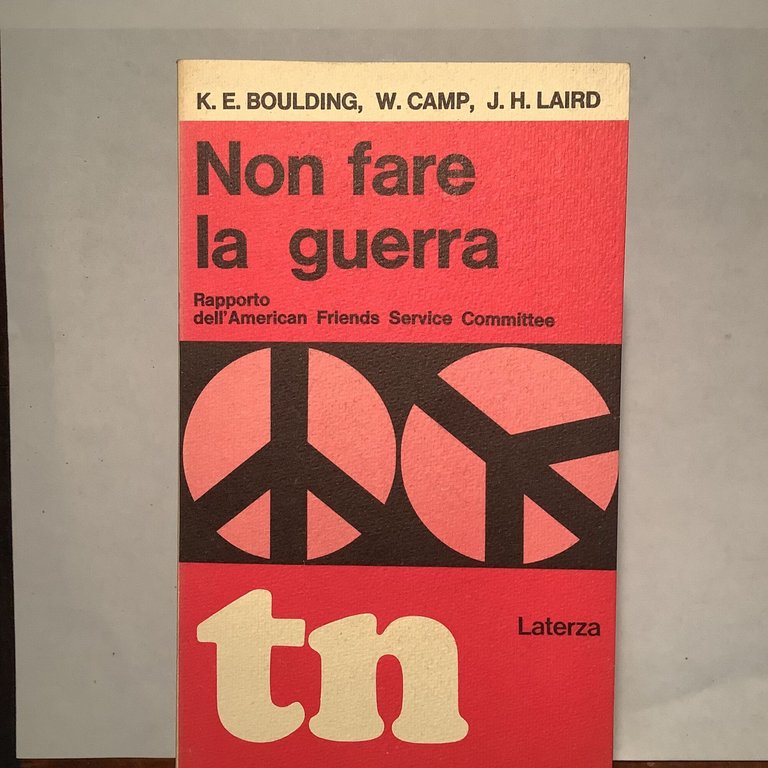 K. E. BOULDING, W. CAMP, J. H. LAIRD
Non fare
la guerra
Rapporto
dell'American Friends Service Committee
tn
Laterza